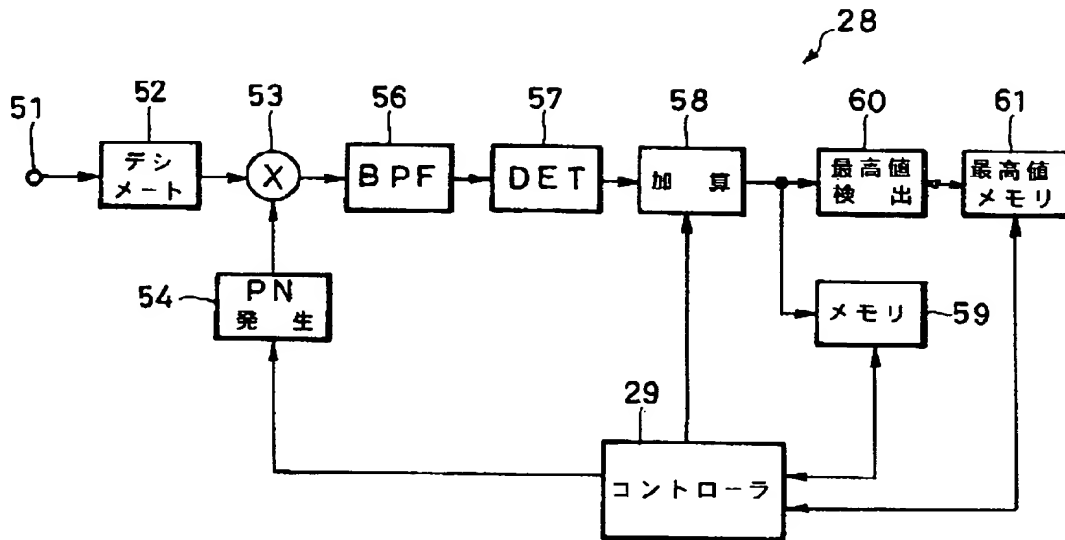 28
51
52
53
56
57
58
60
61
デシ
メート
X
BPF
DET
加算
最高値
検出
最高値
メモリ
54
PN
発生
メモリ
59
29
コントローラ